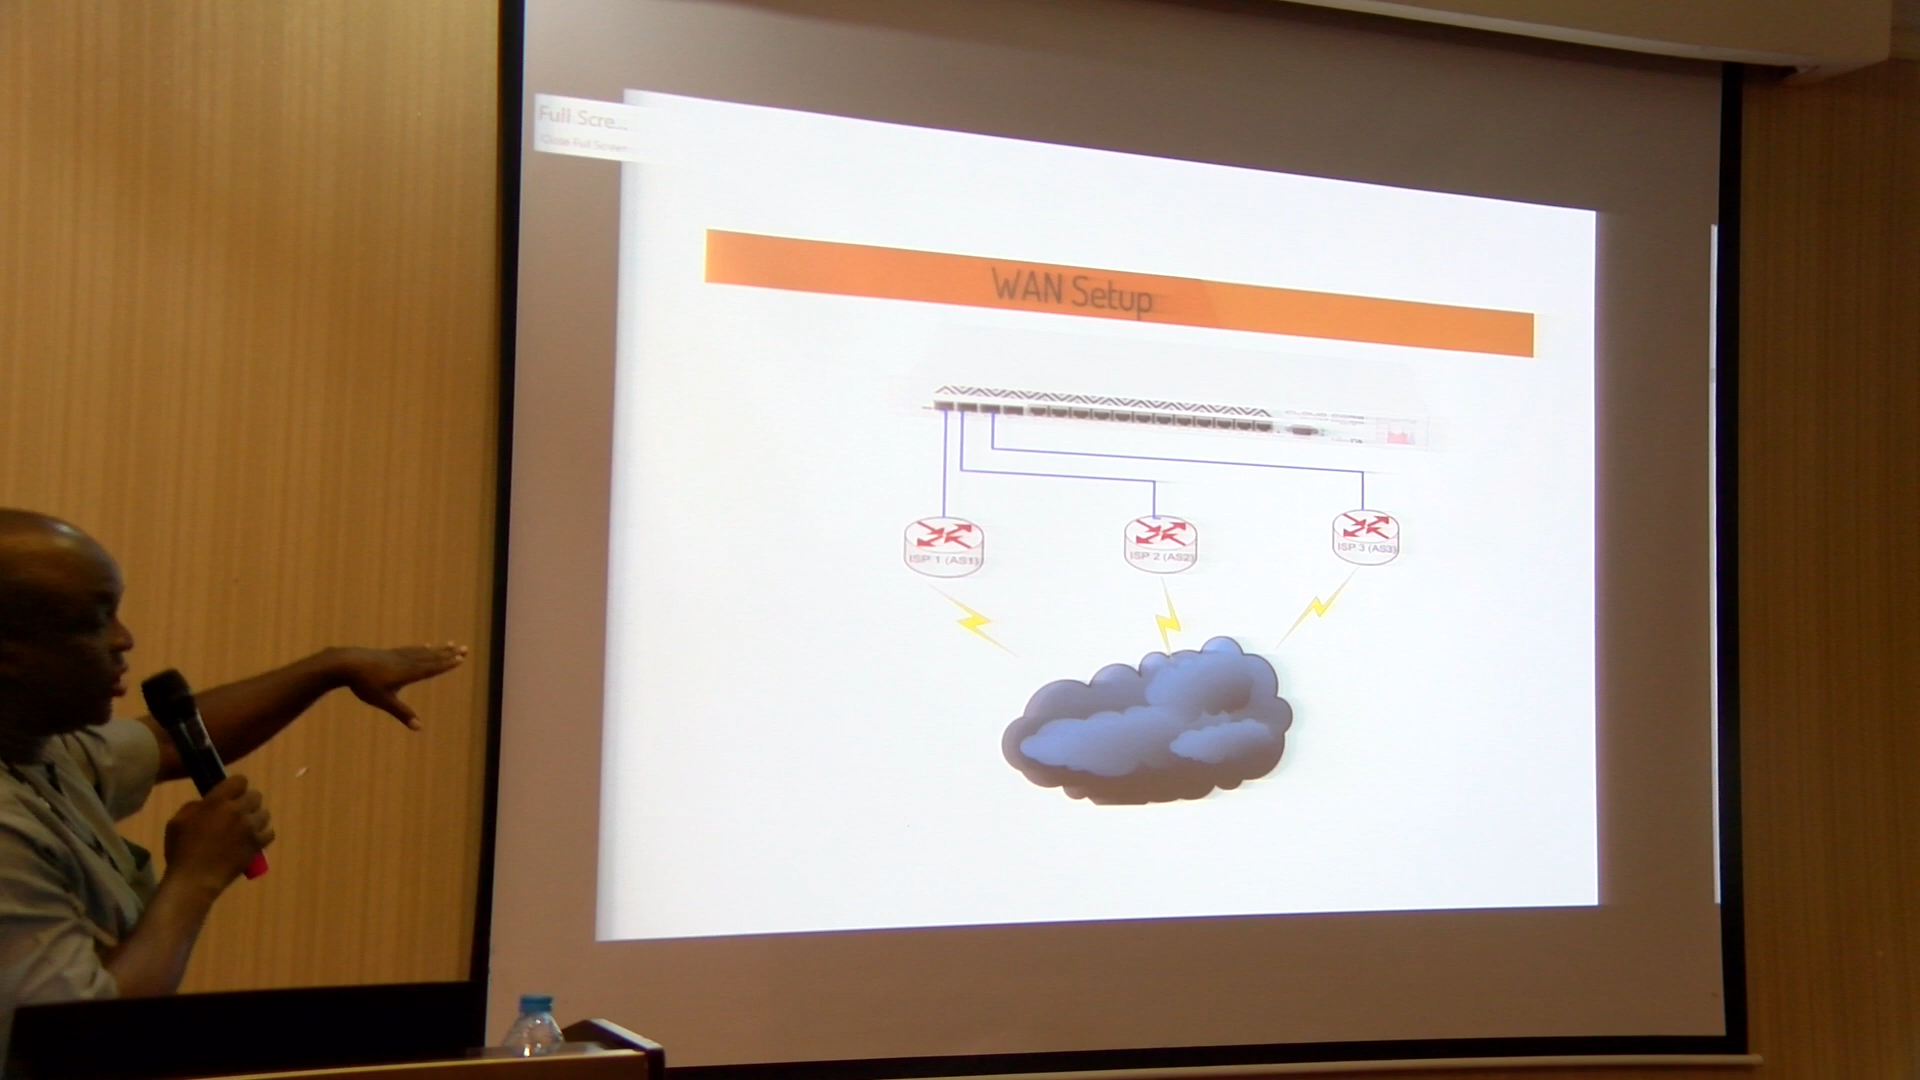 Full Scre...
Close Full Screen
WAN Setup
ISP 1 (AS1)
ISP 2 (AS2)
ISP 3 (AS3)